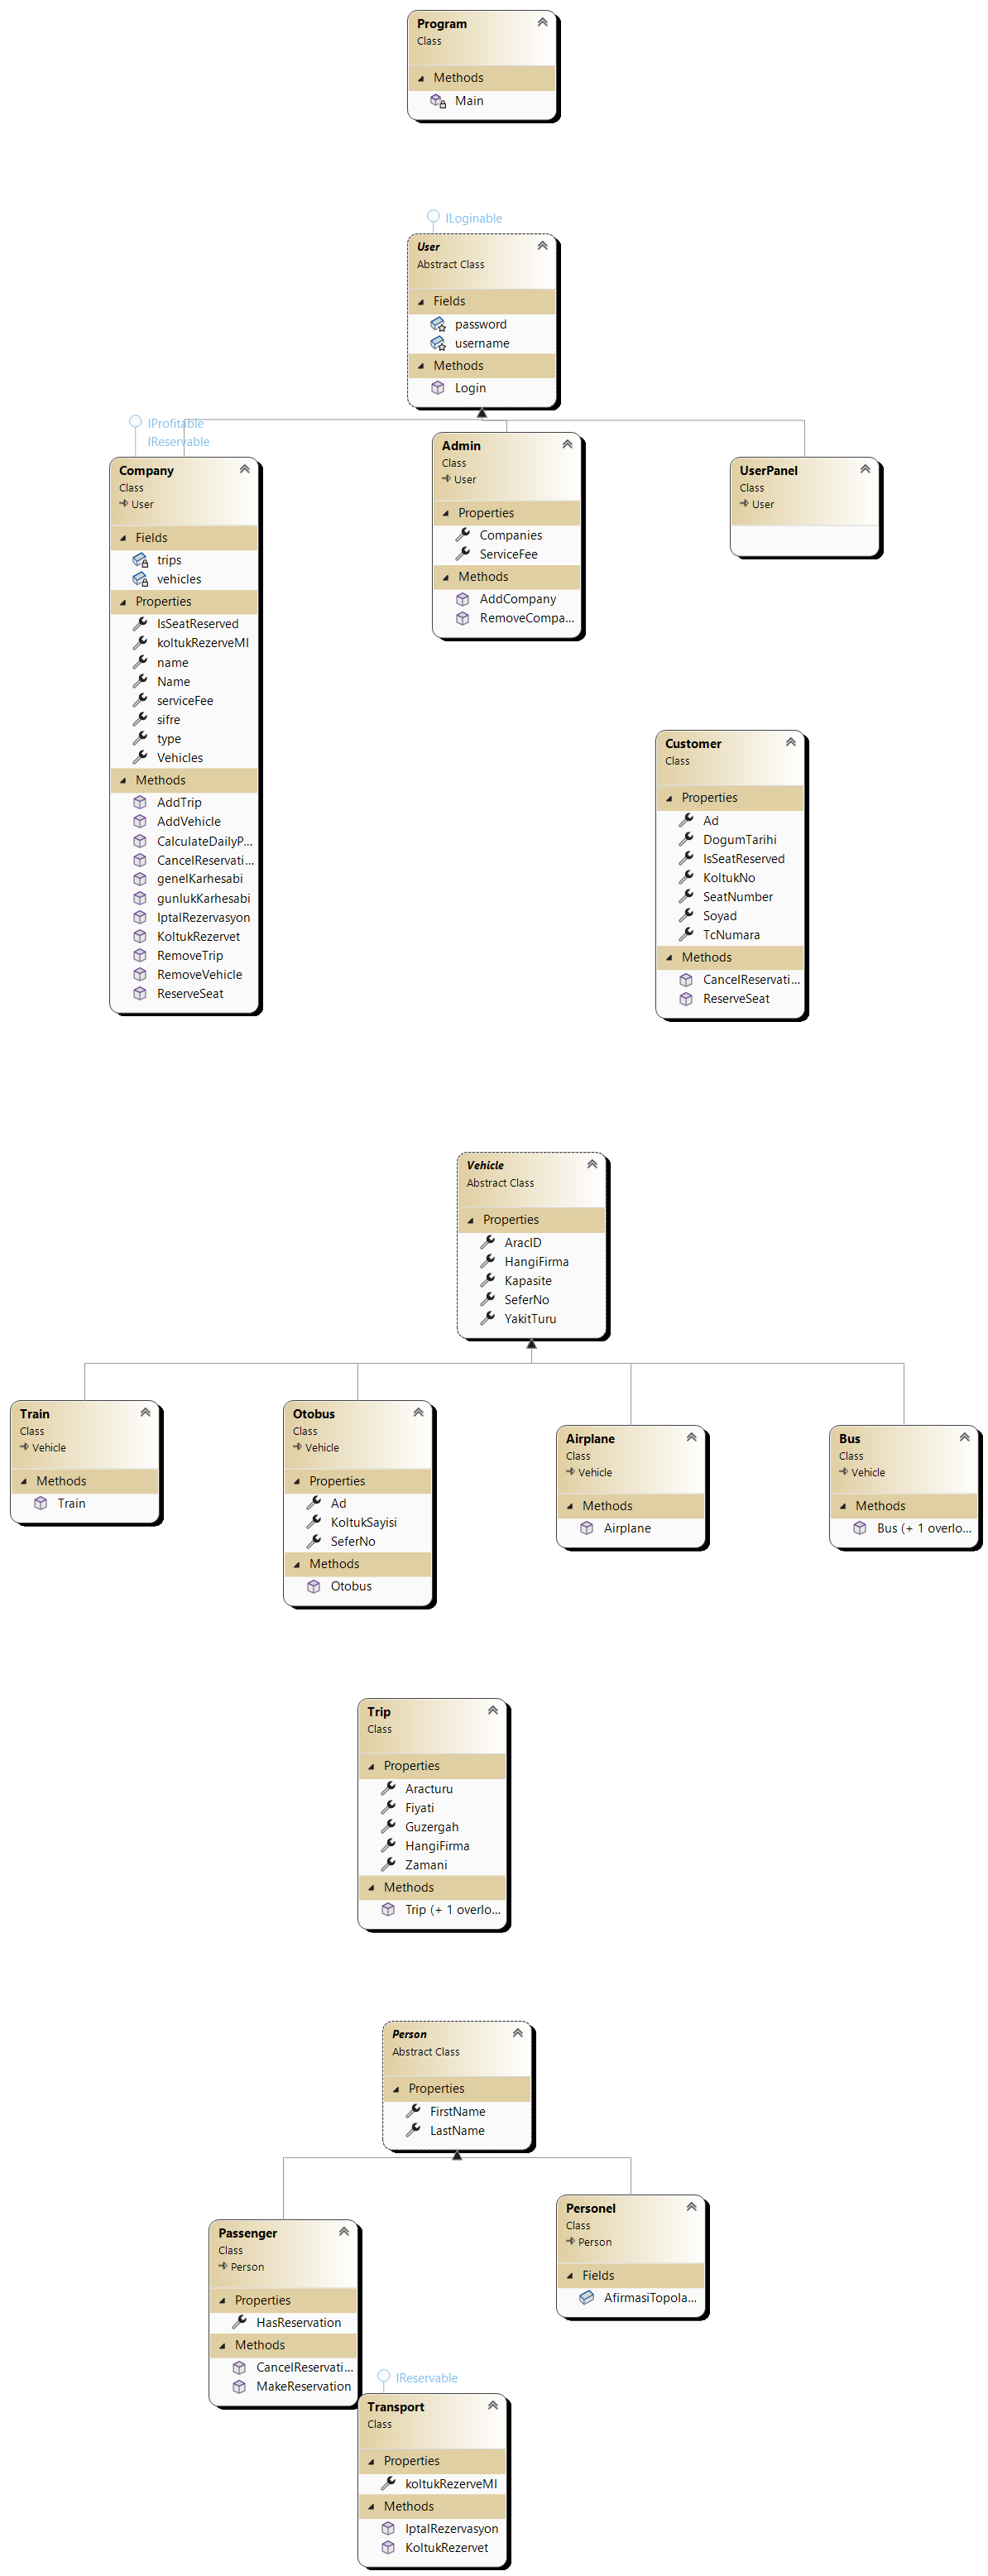 Program
Class
Methods
Main
ILoginable
User
Abstract Class
Fields
password
username
Methods
Login
IProfitable
IReservable
Company
Class
User
Fields
trips
vehicles
Properties
IsSeatReserved
koltukRezerveMI
name
Name
serviceFee
sifre
type
Vehicles
Methods
AddTrip
AddVehicle
CalculateDailyP...
CancelReservati...
genelKarhesabi
gunlukKarhesabi
IptalRezervasyon
KoltukRezervet
RemoveTrip
RemoveVehicle
ReserveSeat
Admin
Class
User
Properties
Companies
ServiceFee
Methods
AddCompany
RemoveCompa...
UserPanel
Class
User
Customer
Class
Properties
Ad
DogumTarihi
IsSeatReserved
KoltukNo
SeatNumber
Soyad
TcNumara
Methods
CancelReservati...
ReserveSeat
Vehicle
Abstract Class
Properties
AracID
HangiFirma
Kapasite
SeferNo
YakitTuru
Train
Class
Vehicle
Methods
Train
Otobus
Class
Vehicle
Properties
Ad
KoltukSayisi
SeferNo
Methods
Otobus
Airplane
Class
Vehicle
Methods
Airplane
Bus
Class
Vehicle
Methods
Bus (+ 1 overlo...
Trip
Class
Properties
Aracturu
Fiyati
Guzergah
HangiFirma
Zamani
Methods
Trip (+ 1 overlo...
Person
Abstract Class
Properties
FirstName
LastName
Passenger
Class
Person
Properties
HasReservation
Methods
CancelReservati...
MakeReservation
Personel
Class
Person
Fields
AfirmasiTopola...
IReservable
Transport
Class
Properties
koltukRezerveMI
Methods
IptalRezervasyon
KoltukRezervet